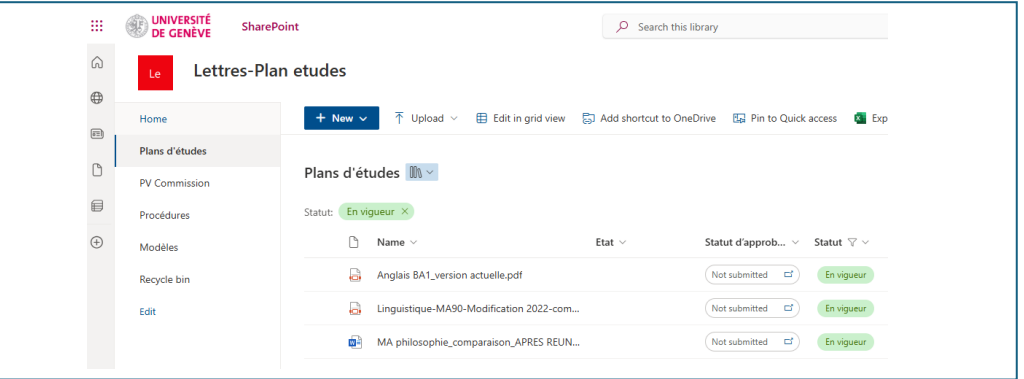 UNIVERSITÉ
DE GENÈVE
SharePoint
Search this library
Le
Lettres-Plan etudes
Home
Plans d'études
PV Commission
Procédures
Modèles
Recycle bin
Edit
+ New
Upload
Edit in grid view
Add shortcut to OneDrive
Pin to Quick access
Exp
Plans d'études
Statut: En vigueur ×
Name Etat Statut d'approb... Statut
Anglais BA1_version actuelle.pdf Not submitted En vigueur
Linguistique-MA90-Modification 2022-com... Not submitted En vigueur
MA philosophie_comparaison_APRES REUN... Not submitted En vigueur